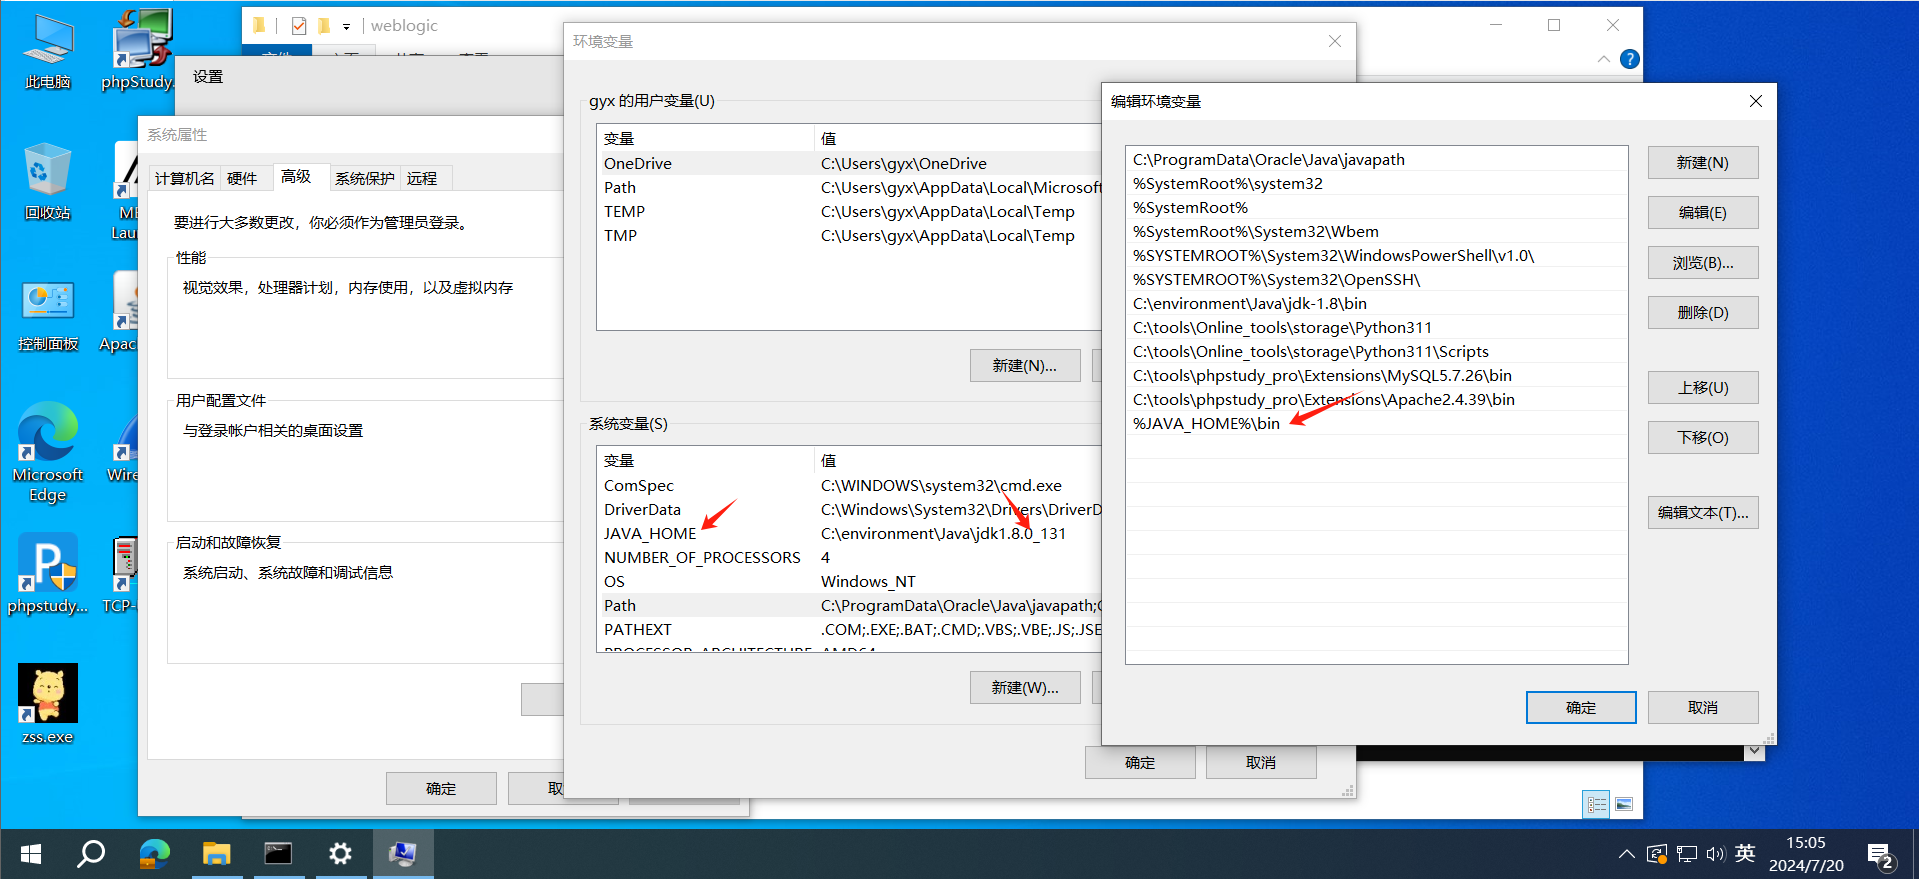 此电脑
phpStudy.
回收站
ME
Lau
控制面板
Apac
Microsoft
Edge
Wire
phpstudy...
TCP-
zss.exe
weblogic
设置
系统属性
计算机名
硬件
高级
系统保护
远程
要进行大多数更改，你必须作为管理员登录。
性能
视觉效果，处理器计划，内存使用，以及虚拟内存
用户配置文件
与登录帐户相关的桌面设置
启动和故障恢复
系统启动、系统故障和调试信息
确定
取
环境变量
gyx 的用户变量(U)
变量 值
OneDrive C:\Users\gyx\OneDrive
Path C:\Users\gyx\AppData\Local\Microsoft
TEMP C:\Users\gyx\AppData\Local\Temp
TMP C:\Users\gyx\AppData\Local\Temp
新建(N)...
系统变量(S)
变量 值
ComSpec C:\WINDOWS\system32\cmd.exe
DriverData C:\Windows\System32\Drivers\DriverD
JAVA_HOME C:\environment\Java\jdk1.8.0_131
NUMBER_OF_PROCESSORS 4
OS Windows_NT
Path C:\ProgramData\Oracle\Java\javapath;C
PATHEXT .COM;.EXE;.BAT;.CMD;.VBS;.VBE;.JS;.JSE
PROCESSOR_ARCHITECTURE AMD64
新建(W)...
确定
取消
编辑环境变量
C:\ProgramData\Oracle\Java\javapath
%SystemRoot%\system32
%SystemRoot%
%SystemRoot%\System32\Wbem
%SYSTEMROOT%\System32\WindowsPowerShell\v1.0\
%SYSTEMROOT%\System32\OpenSSH\
C:\environment\Java\jdk-1.8\bin
C:\tools\Online_tools\storage\Python311
C:\tools\Online_tools\storage\Python311\Scripts
C:\tools\phpstudy_pro\Extensions\MySQL5.7.26\bin
C:\tools\phpstudy_pro\Extensions\Apache2.4.39\bin
%JAVA_HOME%\bin
新建(N)
编辑(E)
浏览(B)...
删除(D)
上移(U)
下移(O)
编辑文本(T)...
确定
取消
英
15:05
2024/7/20
2